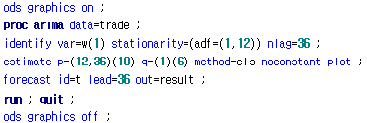 ods graphics on ;
proc arima data=trade ;
identify var=w(1) stationarity=(adf=(1,12)) nlag=36 ;
estimate p=(12,36)(10) q=(1)(6) method=cls noconstant plot ;
forecast id=t lead=36 out=result ;
run ; quit ;
ods graphics off ;